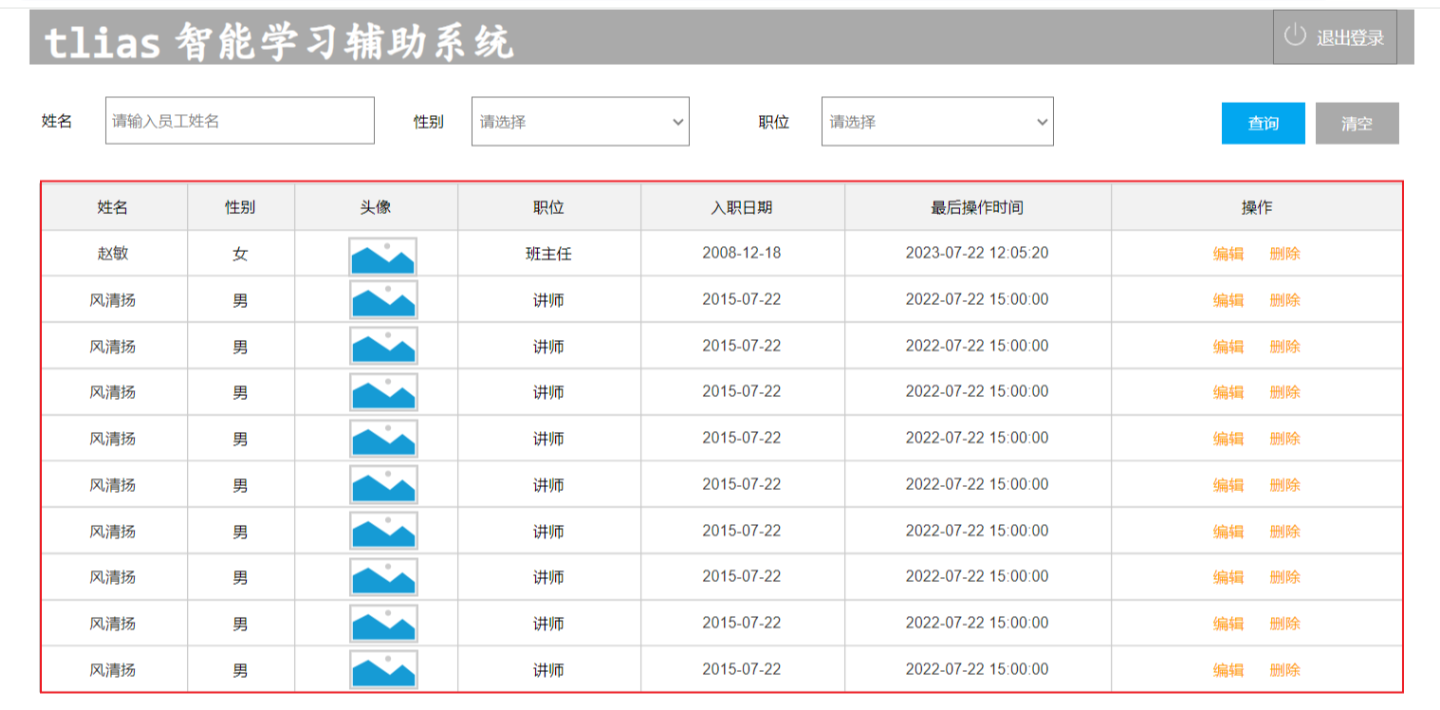 tlias 智能学习辅助系统 退出登录
姓名 请输入员工姓名 性别 请选择 职位 请选择 查询 清空
姓名 性别 头像 职位 入职日期 最后操作时间 操作
赵敏 女 班主任 2008-12-18 2023-07-22 12:05:20 编辑 删除
风清扬 男 讲师 2015-07-22 2022-07-22 15:00:00 编辑 删除
风清扬 男 讲师 2015-07-22 2022-07-22 15:00:00 编辑 删除
风清扬 男 讲师 2015-07-22 2022-07-22 15:00:00 编辑 删除
风清扬 男 讲师 2015-07-22 2022-07-22 15:00:00 编辑 删除
风清扬 男 讲师 2015-07-22 2022-07-22 15:00:00 编辑 删除
风清扬 男 讲师 2015-07-22 2022-07-22 15:00:00 编辑 删除
风清扬 男 讲师 2015-07-22 2022-07-22 15:00:00 编辑 删除
风清扬 男 讲师 2015-07-22 2022-07-22 15:00:00 编辑 删除
风清扬 男 讲师 2015-07-22 2022-07-22 15:00:00 编辑 删除